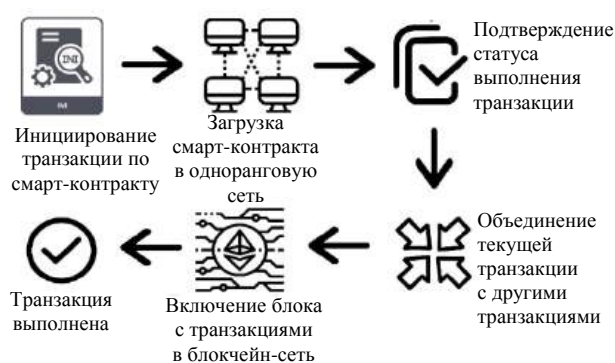 INI
INI
Инициирование
транзакции по
смарт-контракту
Загрузка
смарт-контракта
в одноранговую
сеть
Подтверждение
статуса
выполнения
транзакции
Объединение
текущей
транзакции
с другими
транзакциями
Включение блока
с транзакциями
в блокчейн-сеть
Транзакция
выполнена